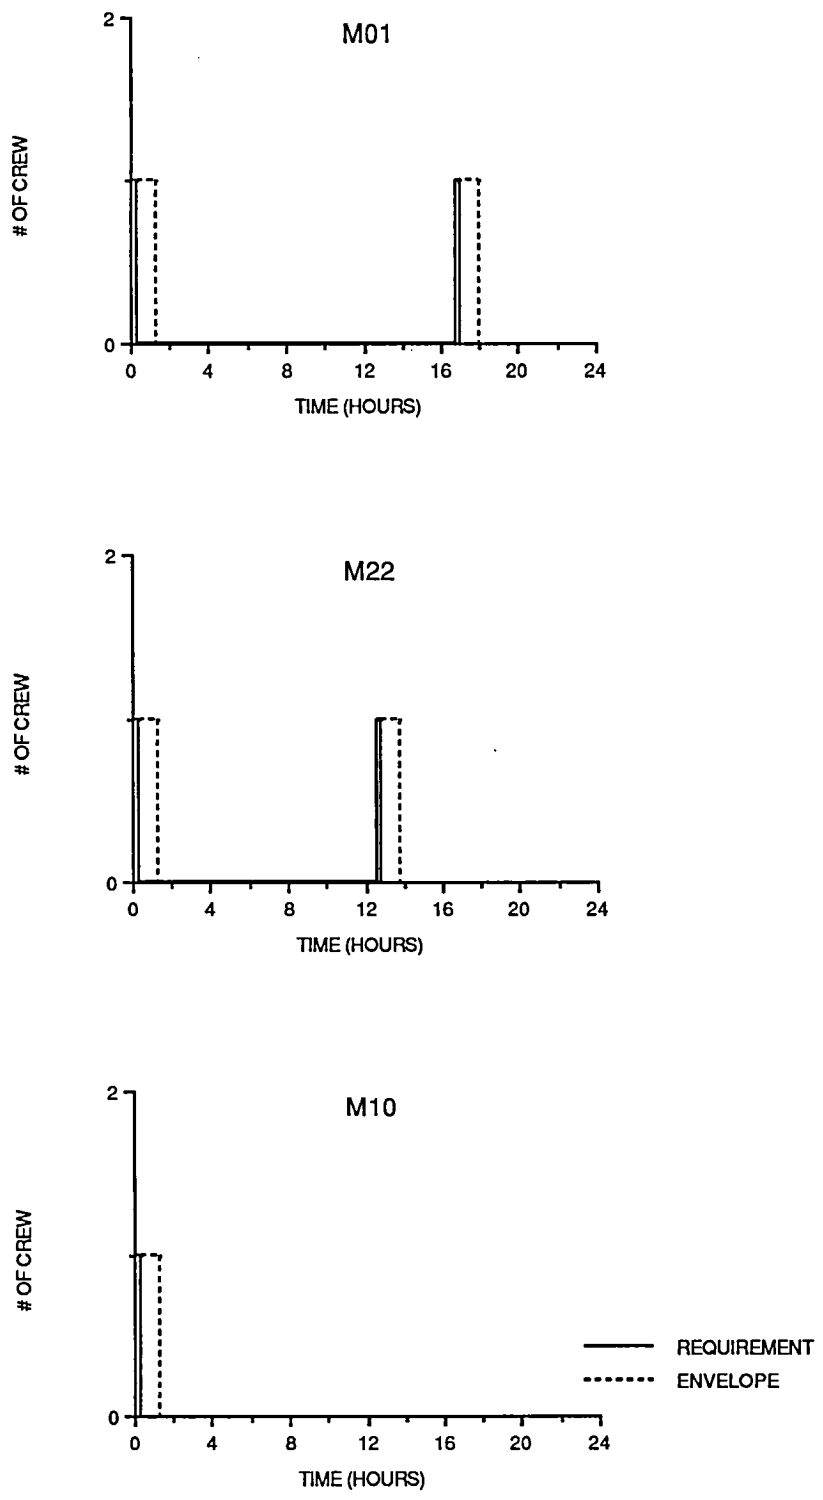 M01
2
# OF CREW
0
0 4 8 12 16 20 24
TIME (HOURS)
M22
2
# OF CREW
0
0 4 8 12 16 20 24
TIME (HOURS)
M10
2
# OF CREW
0
0 4 8 12 16 20 24
TIME (HOURS)
REQUIREMENT
ENVELOPE